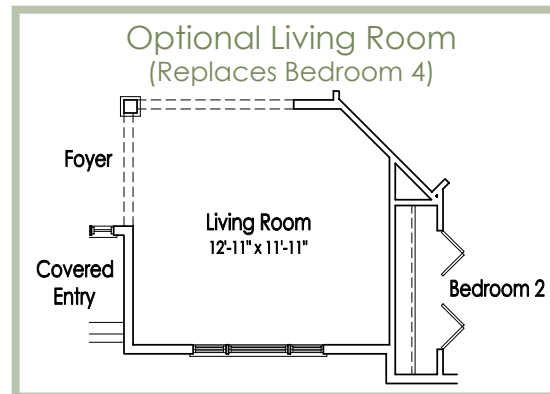 Optional Living Room
(Replaces Bedroom 4)
Foyer
Living Room
12'-11" x 11'-11"
Covered
Entry
Bedroom 2